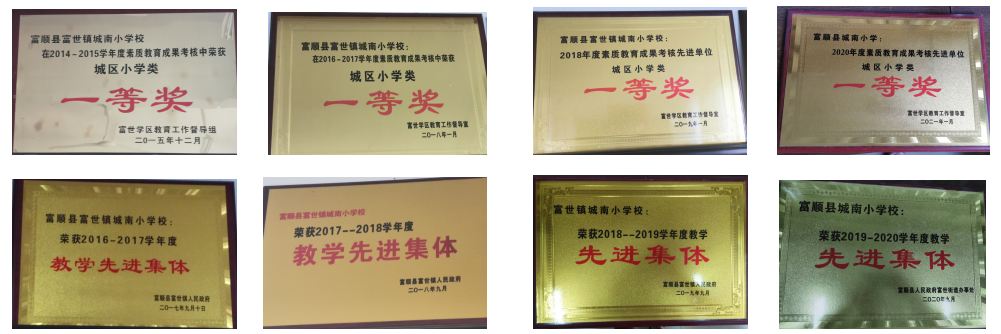 富顺县富世镇城南小学校：
在2014-2015学年度素质教育成果考核中荣获
城区小学类
一等奖
富世学区教育工作督导组
二〇一五年十二月
富顺县富世镇城南小学校：
在2016-2017学年度素质教育成果考核中荣获
城区小学类
一等奖
富世学区教育工作督导室
二〇一八年一月
富顺县富世镇城南小学校：
2018年度素质教育成果考核先进单位
城区小学类
一等奖
富世学区教育工作督导室
二〇一九年一月
富顺县城南小学：
2020年度素质教育成果考核先进单位
城区小学类
一等奖
富世学区教育工作督导室
二〇二一年一月
富顺县富世镇城南小学校：
荣获2016-2017学年度
教学先进集体
富顺县富世镇人民政府
二〇一七年九月十日
富顺县富世镇城南小学校
荣获2017--2018学年度
教学先进集体
富顺县富世镇人民政府
二〇一八年九月
富世镇城南小学校：
荣获2018--2019学年度教学
先进集体
富顺县富世镇人民政府
二〇一九年九月
富顺县城南小学校：
荣获2019-2020学年度教学
先进集体
富顺县人民政府富世街道办事处
二〇二〇年九月